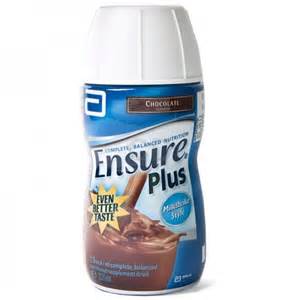 CHOCOLATE
COMPLETE, BALANCED NUTRITION
Ensure
Plus
EVEN
BETTER
TASTE
Milkshake
Style